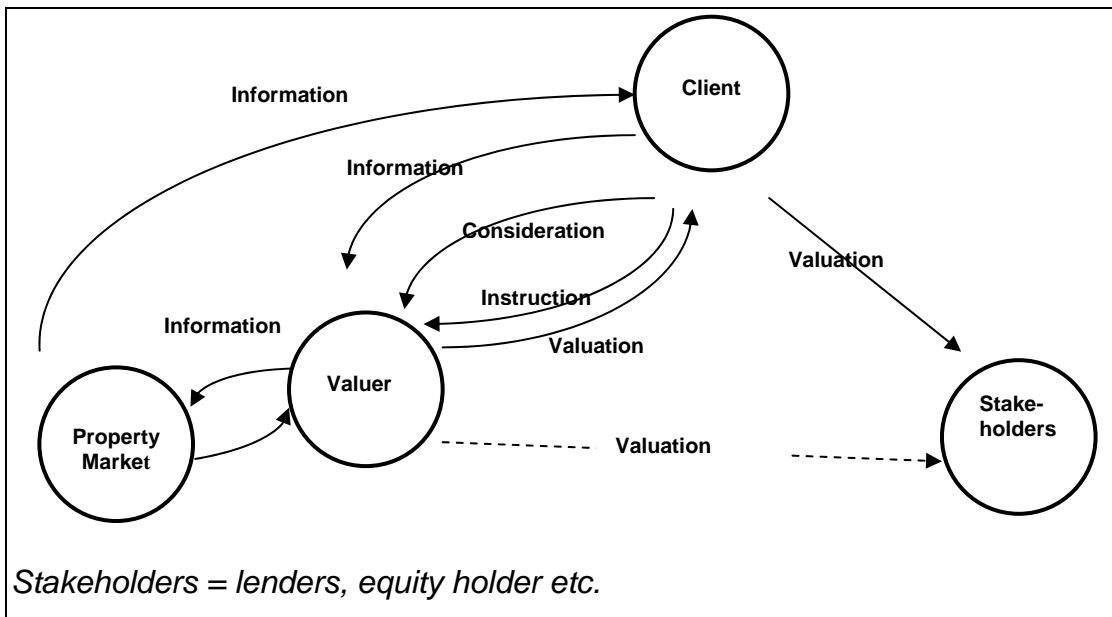 Client
Information
Information
Consideration
Valuation
Instruction
Information
Valuation
Valuer
Stake-
holders
Property
Market
Valuation
Stakeholders = lenders, equity holder etc.